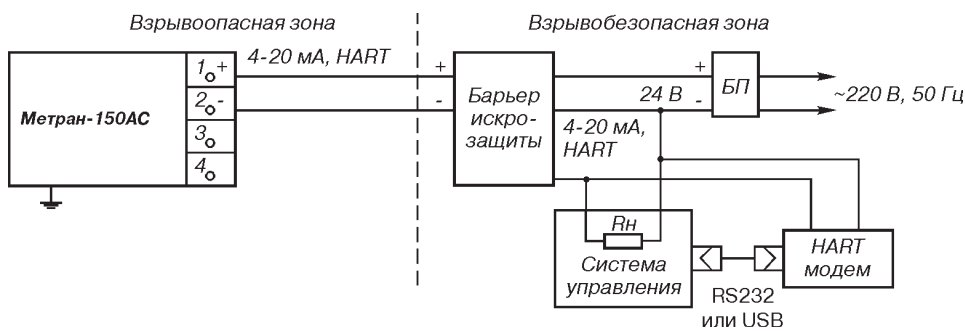 Взрывоопасная зона
Взрывобезопасная зона
Метран-150АС
1 +
2 -
3
4
4-20 мА, HART
+
-
Барьер
искро-
защиты
+
24 В -
БП
~220 В, 50 Гц
4-20 мА,
HART
Rн
Система
управления
RS232
или USB
HART
модем